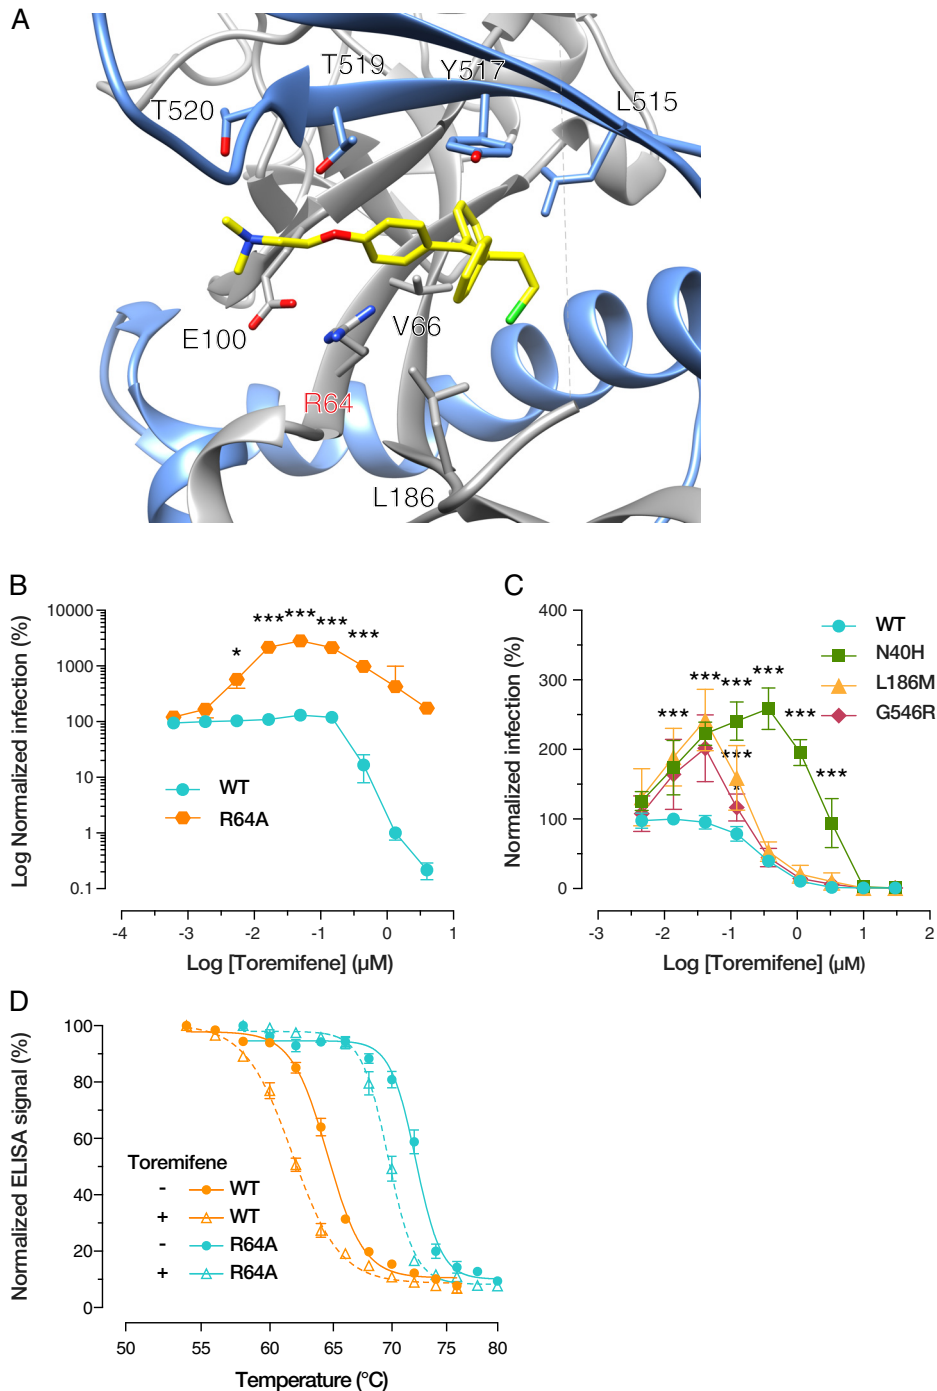 A
T519
Y517
T520
L515
E100
V66
R64
L186
B
10000
1000
100
10
1
0.1
Log Normalized infection (%)
* *** *** *** ***
WT
R64A
-4 -3 -2 -1 0 1
Log [Toremifene] (µM)
C
400
300
200
100
0
Normalized infection (%)
*** *** *** *** *** *** ***
WT
N40H
L186M
G546R
-3 -2 -1 0 1 2
Log [Toremifene] (µM)
D
100
80
60
40
20
0
Normalized ELISA signal (%)
Toremifene
- WT
+ WT
- R64A
+ R64A
50 55 60 65 70 75 80
Temperature (°C)